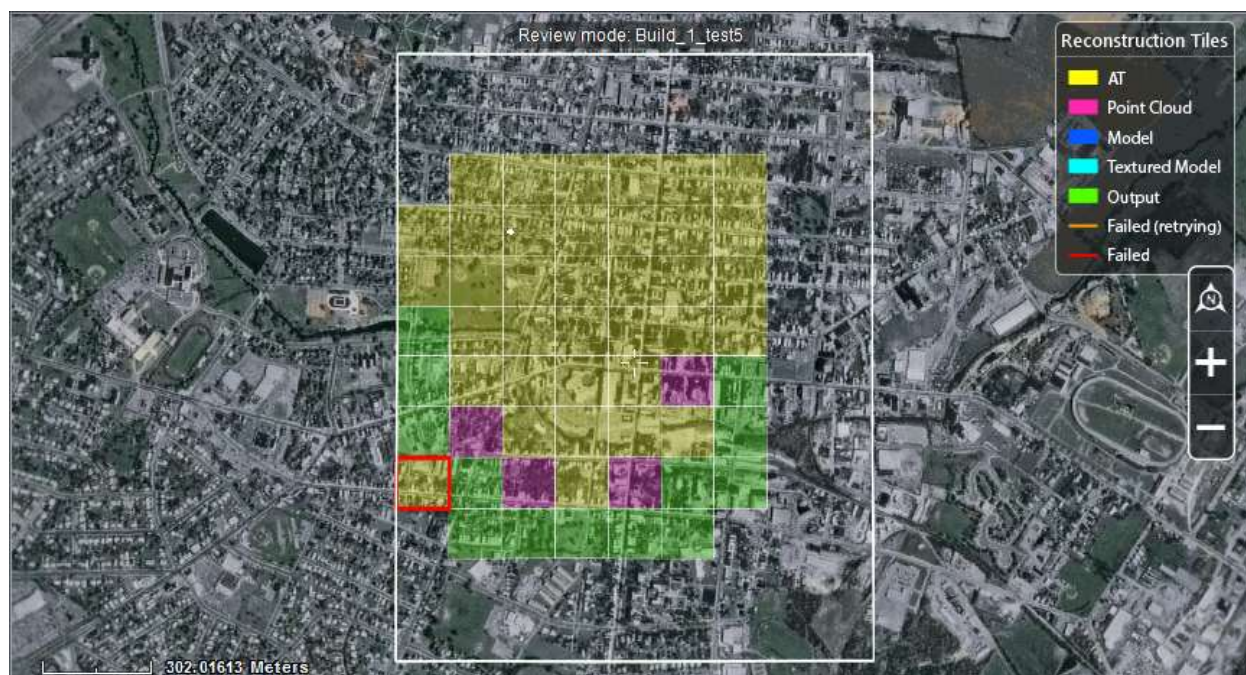 Review mode: Build_1_test5
Reconstruction Tiles
AT
Point Cloud
Model
Textured Model
Output
Failed (retrying)
Failed
N
302.01613 Meters